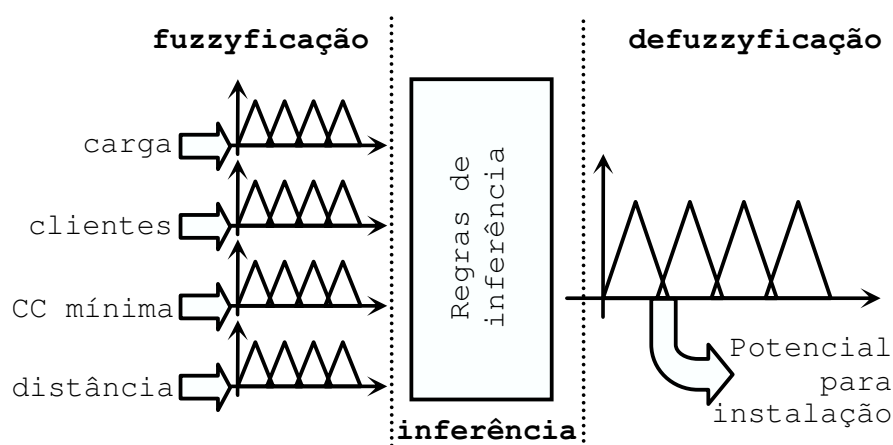 fuzzyficação
defuzzyficação
carga
clientes
CC mínima
distância
Regras de
inferência
inferência
Potencial
para
instalação